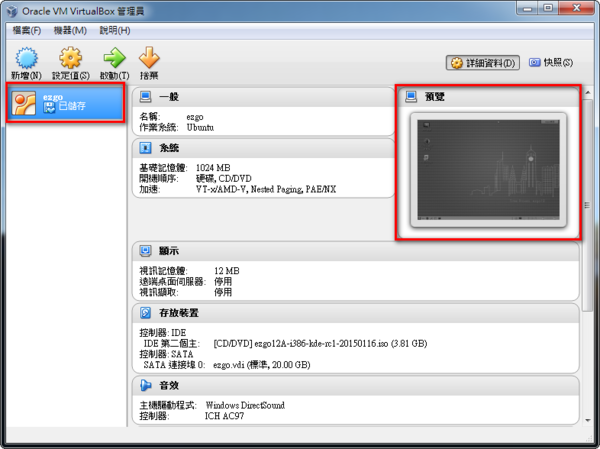 Oracle VM VirtualBox 管理員
檔案(F) 機器(M) 說明(H)
新增(N) 設定值(S) 啟動(T) 捨棄
詳細資料(D) 快照(S)
ezgo
已儲存
一般
名稱: ezgo
作業系統: Ubuntu
系統
基礎記憶體: 1024 MB
開機順序: 硬碟, CD/DVD
加速: VT-x/AMD-V, Nested Paging, PAE/NX
預覽
顯示
視訊記憶體: 12 MB
遠端桌面伺服器: 停用
視訊擷取: 停用
存放裝置
控制器: IDE
IDE 第二個主: [CD/DVD] ezgo12A-i386-kde-rc1-20150116.iso (3.81 GB)
控制器: SATA
SATA 連接埠 0: ezgo.vdi (標準, 20.00 GB)
音效
主機驅動程式: Windows DirectSound
控制器: ICH AC97